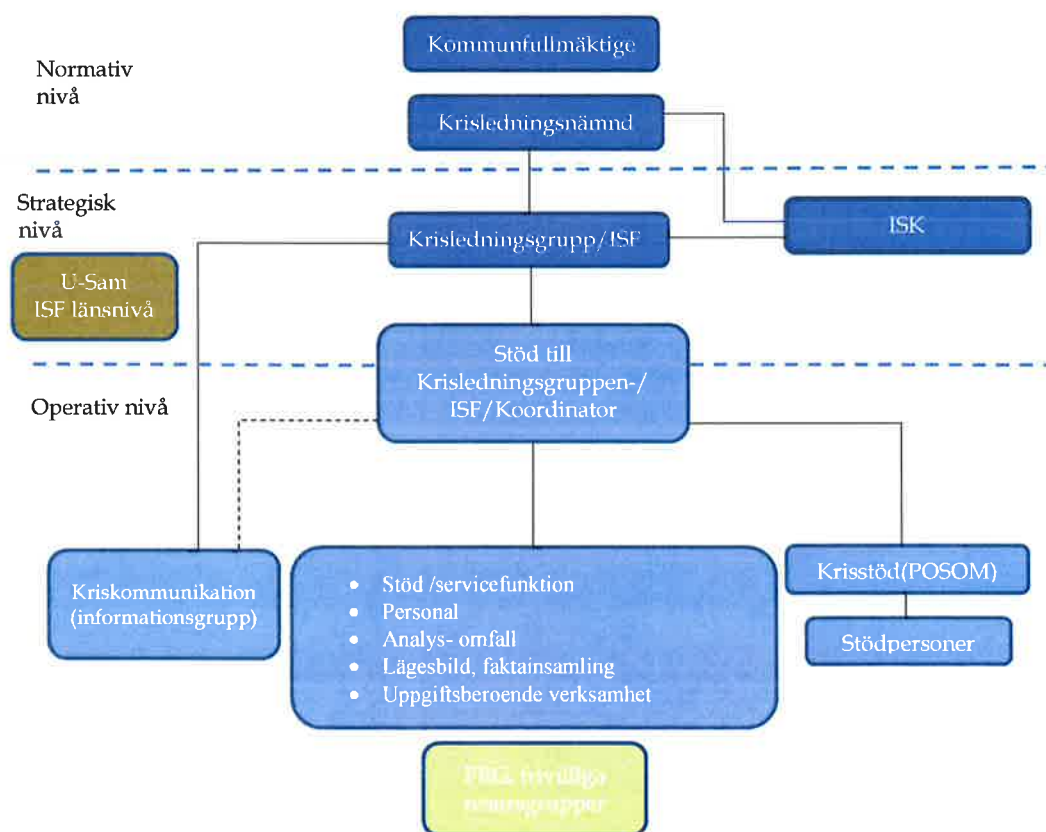 Kommunfullmäktige
Normativ
nivå
Krisledningsnämnd
Strategisk
nivå
Krisledningsgrupp/ISF
ISK
U-Sam
ISF länsnivå
Stöd till
Krisledningsgruppen-/
ISF/Koordinator
Operativ nivå
Kriskommunikation
(informationsgrupp)
• Stöd /servicefunktion
• Personal
• Analys- omfall
• Lägesbild, faktainsamling
• Uppgiftsberoende verksamhet
Krisstöd(POSOM)
Stödpersoner
frivilliga